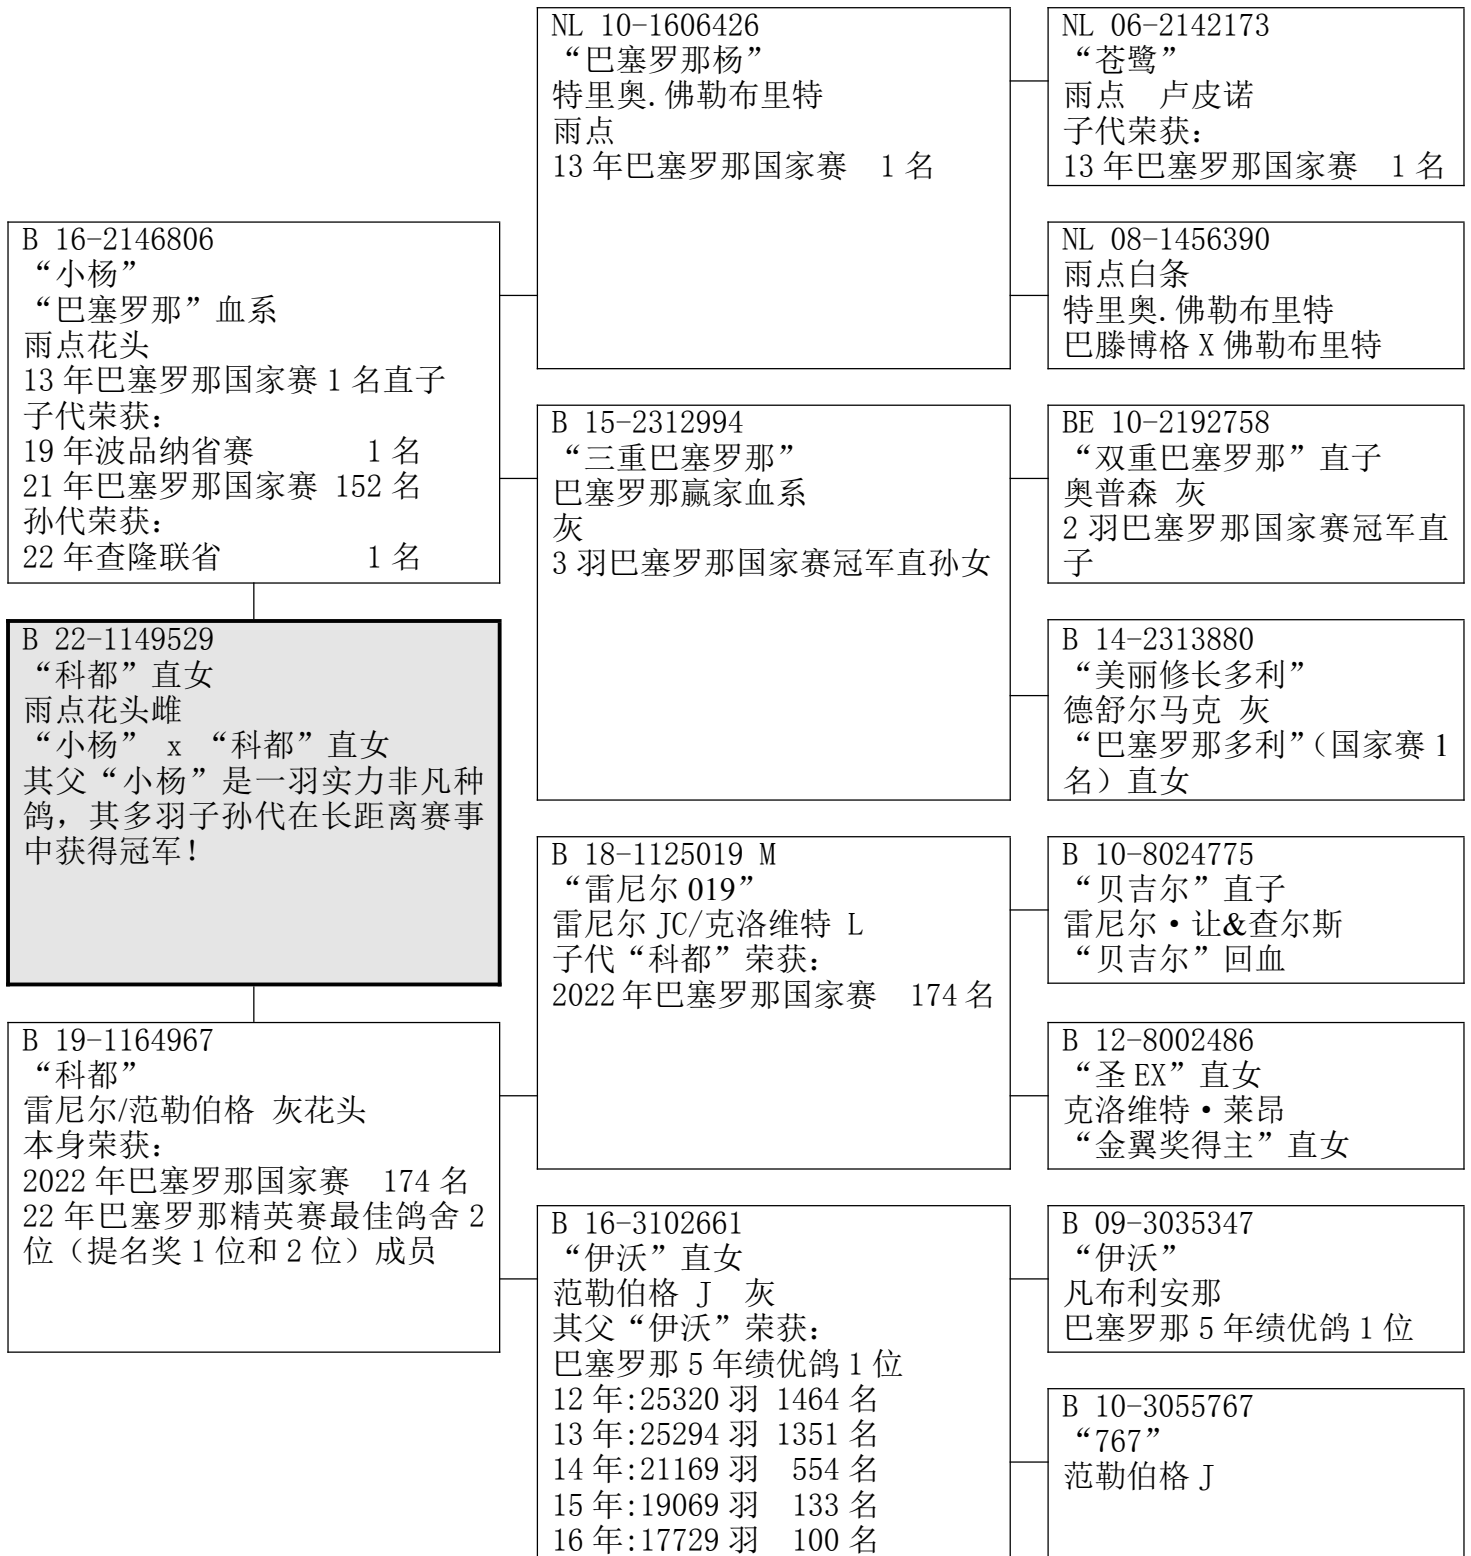 B 16-2146806
“小杨”
“巴塞罗那”血系
雨点花头
13 年巴塞罗那国家赛 1 名直子
子代荣获：
19 年波品纳省赛 1 名
21 年巴塞罗那国家赛 152 名
孙代荣获：
22 年查隆联省 1 名
B 22-1149529
“科都”直女
雨点花头雌
“小杨” x “科都”直女
其父“小杨”是一羽实力非凡种
鸽，其多羽子孙代在长距离赛事
中获得冠军！
B 19-1164967
“科都”
雷尼尔/范勒伯格 灰花头
本身荣获：
2022 年巴塞罗那国家赛 174 名
22 年巴塞罗那精英赛最佳鸽舍 2
位（提名奖 1 位和 2 位）成员
NL 10-1606426
“巴塞罗那杨”
特里奥.佛勒布里特
雨点
13 年巴塞罗那国家赛 1 名
B 15-2312994
“三重巴塞罗那”
巴塞罗那赢家血系
灰
3 羽巴塞罗那国家赛冠军直孙女
B 18-1125019 M
“雷尼尔 019”
雷尼尔 JC/克洛维特 L
子代“科都”荣获：
2022 年巴塞罗那国家赛 174 名
B 16-3102661
“伊沃”直女
范勒伯格 J 灰
其父“伊沃”荣获：
巴塞罗那 5 年绩优鸽 1 位
12 年:25320 羽 1464 名
13 年:25294 羽 1351 名
14 年:21169 羽 554 名
15 年:19069 羽 133 名
16 年:17729 羽 100 名
NL 06-2142173
“苍鹭”
雨点 卢皮诺
子代荣获：
13 年巴塞罗那国家赛 1 名
NL 08-1456390
雨点白条
特里奥.佛勒布里特
巴滕博格 X 佛勒布里特
BE 10-2192758
“双重巴塞罗那”直子
奥普森 灰
2 羽巴塞罗那国家赛冠军直
子
B 14-2313880
“美丽修长多利”
德舒尔马克 灰
“巴塞罗那多利”（国家赛 1
名）直女
B 10-8024775
“贝吉尔”直子
雷尼尔·让&查尔斯
“贝吉尔”回血
B 12-8002486
“圣 EX”直女
克洛维特·莱昂
“金翼奖得主”直女
B 09-3035347
“伊沃”
凡布利安那
巴塞罗那 5 年绩优鸽 1 位
B 10-3055767
“767”
范勒伯格 J